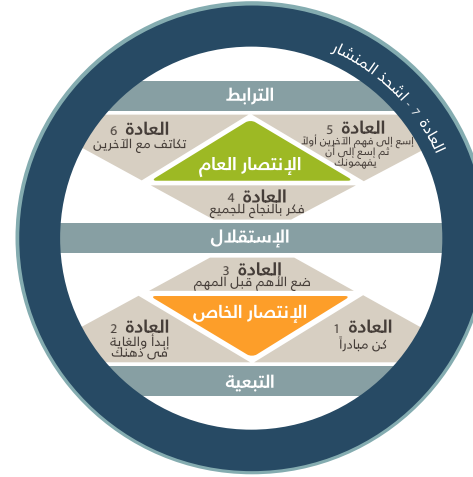 العادة 7 - اشحذ المنشار
الترابط
العادة 5
إسع إلى فهم الآخرين أولاً
ثم إسع إلى أن
يفهمونك
العادة 6
تكاتف مع الآخرين
الإنتصار العام
العادة 4
فكر بالنجاح للجميع
الإستقلال
العادة 3
ضع الأهم قبل المهم
الإنتصار الخاص
العادة 1
كن مبادراً
العادة 2
إبدأ والغاية
في ذهنك
التبعية